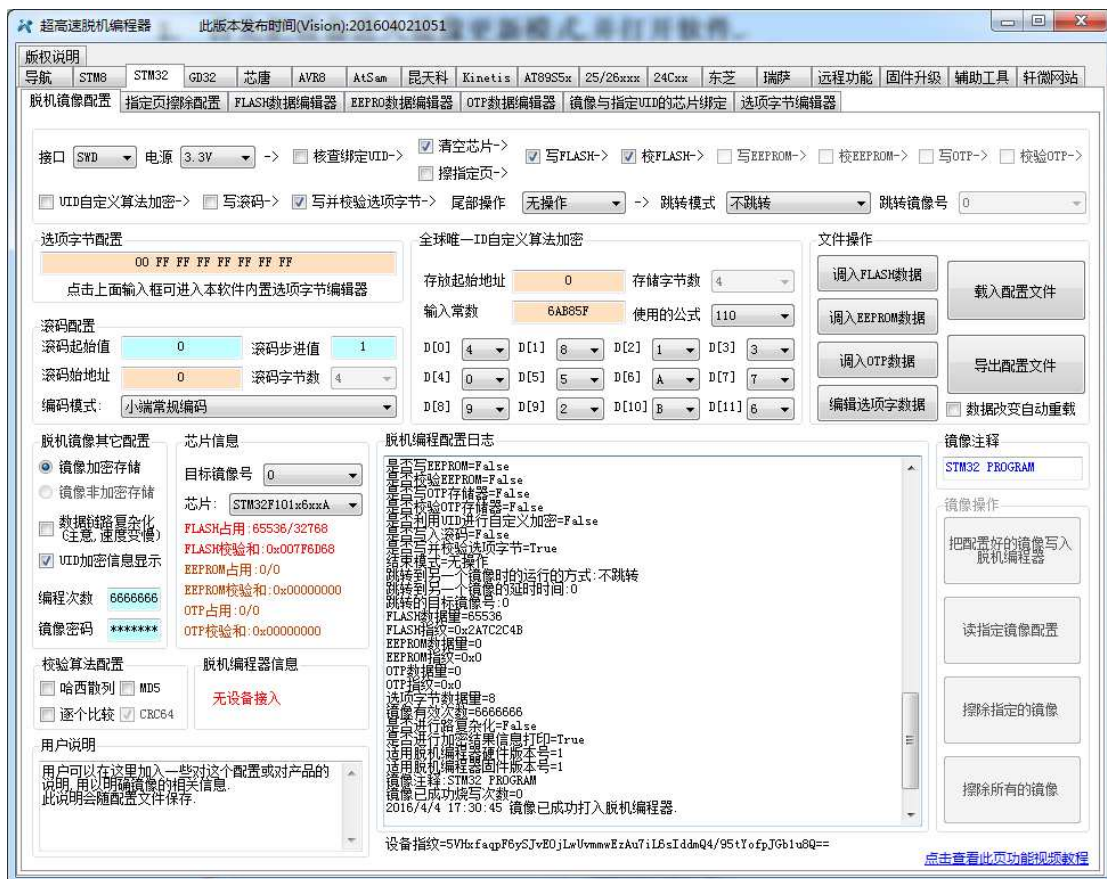 超高速脱机编程器 此版本发布时间(Vision):201604021051
版权说明
导航 STM8 STM32 GD32 芯唐 AVR8 AtSam 昆天科 Kinetis AT89S5x 25/26xxx 24Cxx 东芝 瑞萨 远程功能 固件升级 辅助工具 轩微网站
脱机镜像配置 指定页擦除配置 FLASH数据编辑器 EEPRO数据编辑器 OTP数据编辑器 镜像与指定UID的芯片绑定 选项字节编辑器
接口 SWD 电源 3.3V -> 核查绑定UID-> 清空芯片-> 写FLASH-> 校FLASH-> 写EEPROM-> 校EEPROM-> 写OTP-> 校验OTP->
擦指定页->
UID自定义算法加密-> 写滚码-> 写并校验选项字节-> 尾部操作 无操作 -> 跳转模式 不跳转 跳转镜像号 0
选项字节配置
00 FF FF FF FF FF FF FF
点击上面输入框可进入本软件内置选项字节编辑器
滚码配置
滚码起始值 0 滚码步进值 1
滚码始地址 0 滚码字节数 4
编码模式: 小端常规编码
全球唯一ID自定义算法加密
存放起始地址 0 存储字节数 4
输入常数 6AB85F 使用的公式 110
D[0] 4 D[1] 8 D[2] 1 D[3] 3
D[4] 0 D[5] 5 D[6] A D[7] 7
D[8] 9 D[9] 2 D[10] B D[11] 6
文件操作
调入FLASH数据
调入EEPROM数据
调入OTP数据
编辑选项字数据
载入配置文件
导出配置文件
数据改变自动重载
脱机镜像其它配置
镜像加密存储
镜像非加密存储
数据链路复杂化
(注意,速度变慢)
UID加密信息显示
编程次数 6666666
镜像密码 *******
芯片信息
目标镜像号 0
芯片: STM32F101x6xxA
FLASH占用:65536/32768
FLASH校验和:0x007F6D68
EEPROM占用:0/0
EEPROM校验和:0x00000000
OTP占用:0/0
OTP校验和:0x00000000
校验算法配置
哈西散列 MD5
逐个比较 CRC64
脱机编程器信息
无设备接入
用户说明
用户可以在这里加入一些对这个配置或对产品的
说明,用以明确镜像的相关信息.
此说明会随配置文件保存.
脱机编程配置日志
是否写EEPROM=False
是否校验EEPROM=False
是否写OTP存储器=False
是否校验OTP存储器=False
是否利用UID进行自定义加密=False
是否写入滚码=False
是否写并校验选项字节=True
结束模式=无操作
跳转到另一个镜像时的运行的方式:不跳转
跳转到另一个镜像的延时时间:0
跳转的目标镜像号:0
FLASH数据量=65536
FLASH指纹=0x2A7C2C4B
EEPROM数据量=0
EEPROM指纹=0x0
OTP数据量=0
OTP指纹=0x0
选项字节数据量=8
镜像有效次数=6666666
是否进行路复杂化=False
是否进行加密结果信息打印=True
适用脱机编程器硬件版本号=1
适用脱机编程器固件版本号=1
镜像注释:STM32 PROGRAM
镜像已成功烧写次数=0
2016/4/4 17:30:45 镜像已成功打入脱机编程器.
设备指纹=5VHxfaqpF6ySJvEOjLwUvmmwEzAu7iL6sIddmQ4/95tYofpJGb1u8Q==
镜像注释
STM32 PROGRAM
镜像操作
把配置好的镜像写入
脱机编程器
读指定镜像配置
擦除指定的镜像
擦除所有的镜像
点击查看此页功能视频教程